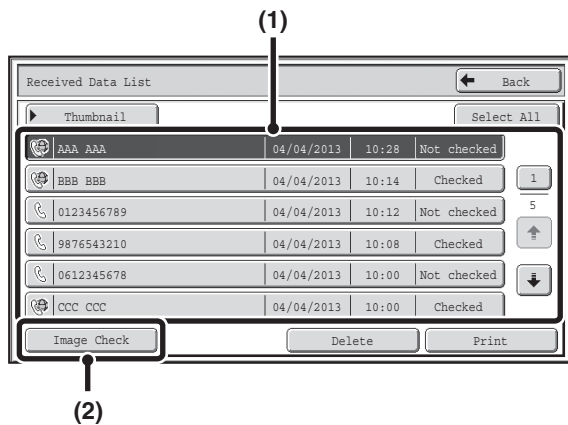 (1)
Received Data List Back
Thumbnail Select All
AAA AAA 04/04/2013 10:28 Not checked
BBB BBB 04/04/2013 10:14 Checked 1
0123456789 04/04/2013 10:12 Not checked 5
9876543210 04/04/2013 10:08 Checked
0612345678 04/04/2013 10:00 Not checked
CCC CCC 04/04/2013 10:00 Checked
Image Check Delete Print
(2)